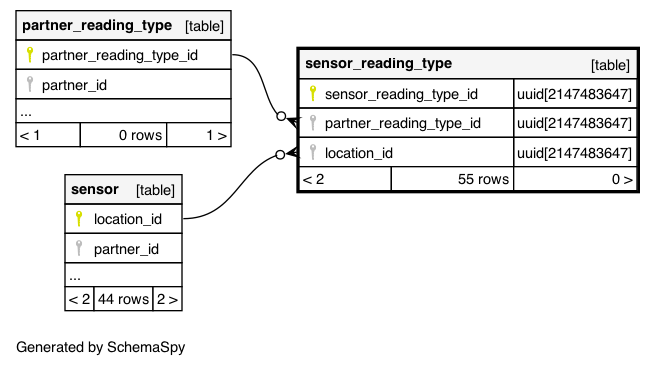 partner_reading_type [table]
partner_reading_type_id
partner_id
...
< 1 0 rows 1 >
sensor_reading_type [table]
sensor_reading_type_id uuid[2147483647]
partner_reading_type_id uuid[2147483647]
location_id uuid[2147483647]
< 2 55 rows 0 >
sensor [table]
location_id
partner_id
...
< 2 44 rows 2 >
Generated by SchemaSpy